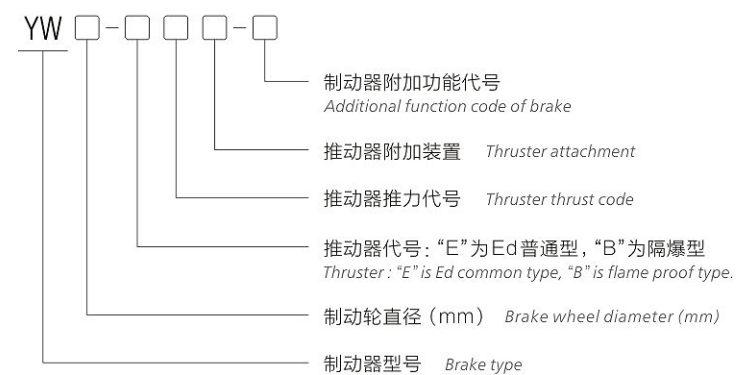 YW □-□ □ □-□
制动器附加功能代号
Additional function code of brake
推动器附加装置 Thruster attachment
推动器推力代号 Thruster thrust code
推动器代号：“E”为Ed普通型，“B”为隔爆型
Thruster : “E” is Ed common type, “B” is flame proof type.
制动轮直径（mm） Brake wheel diameter (mm)
制动器型号 Brake type